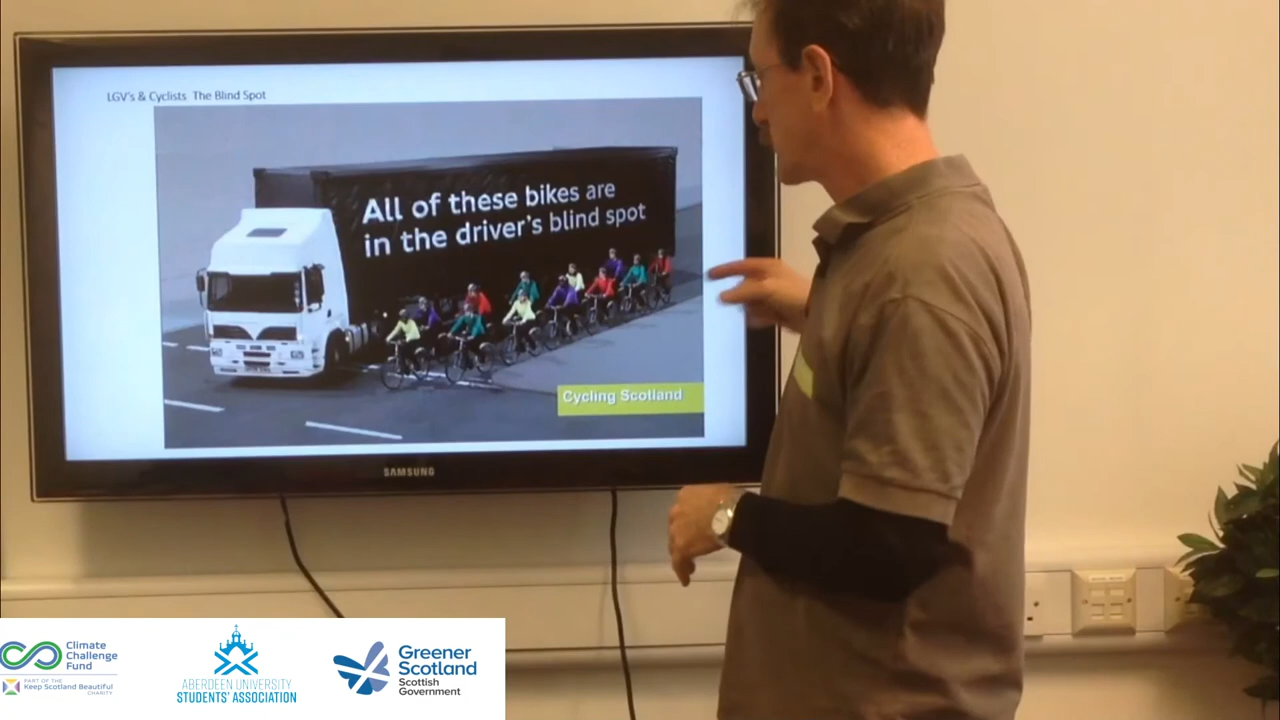 LGV's & Cyclists The Blind Spot
All of these bikes are
in the driver's blind spot
Cycling Scotland
SAMSUNG
Climate
Challenge
Fund
PART OF THE
Keep Scotland Beautiful
CHARITY
ABERDEEN UNIVERSITY
STUDENTS' ASSOCIATION
Greener
Scotland
Scottish
Government